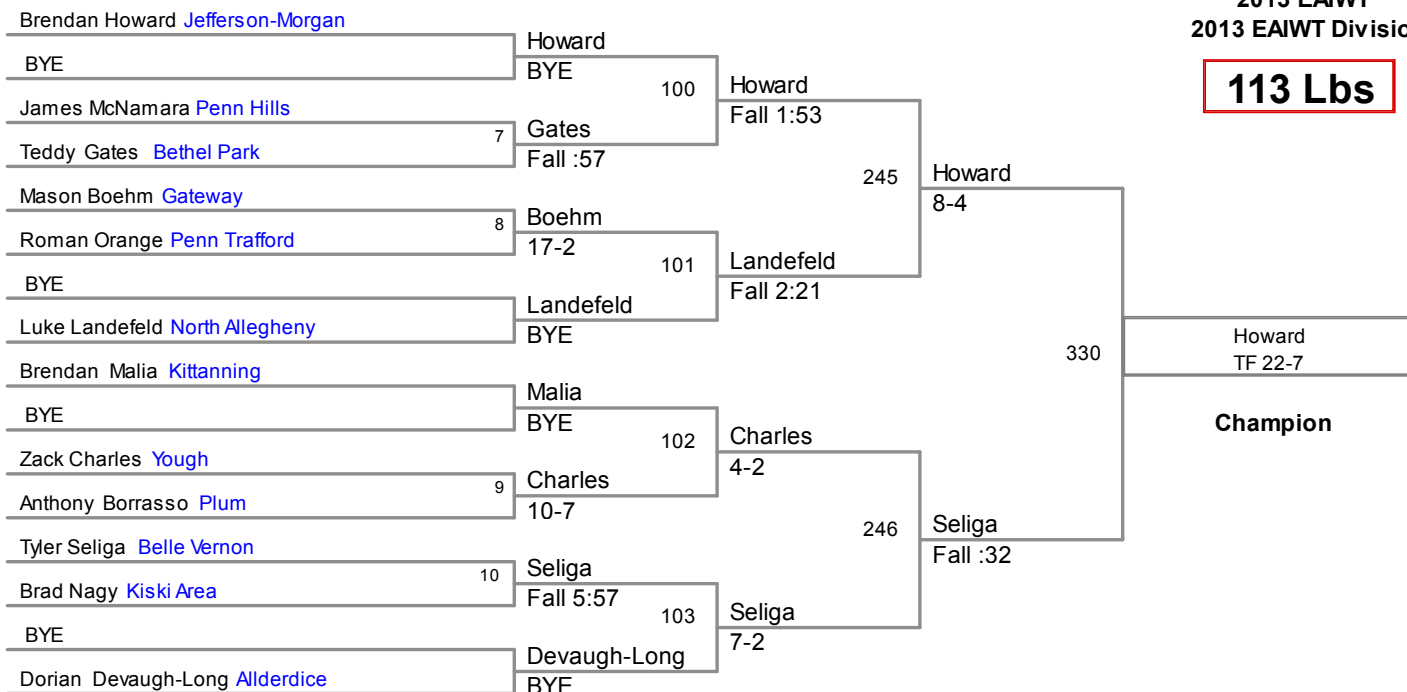 2013 EAIWT
2013 EAIWT Divisio
113 Lbs
Brendan Howard Jefferson-Morgan
BYE
James McNamara Penn Hills
Teddy Gates Bethel Park
Mason Boehm Gateway
Roman Orange Penn Trafford
BYE
Luke Landefeld North Allegheny
Brendan Malia Kittanning
BYE
Zack Charles Yough
Anthony Borrasso Plum
Tyler Seliga Belle Vernon
Brad Nagy Kiski Area
BYE
Dorian Devaugh-Long Allderdice
Howard
BYE
7
Gates
Fall :57
8
Boehm
17-2
Landefeld
BYE
Malia
BYE
9
Charles
10-7
10
Seliga
Fall 5:57
Devaugh-Long
BYE
100
Howard
Fall 1:53
101
Landefeld
Fall 2:21
102
Charles
4-2
103
Seliga
7-2
245
Howard
8-4
246
Seliga
Fall :32
330
Howard
TF 22-7
Champion